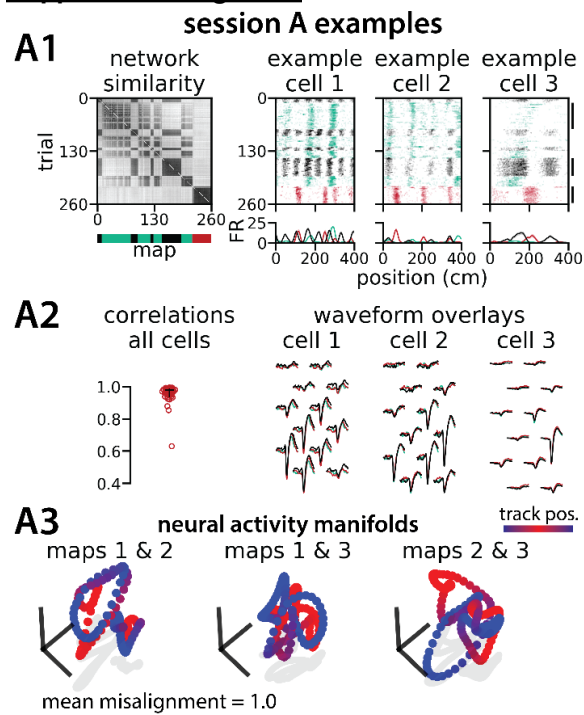 session A examples
A1
network similarity
example cell 1
example cell 2
example cell 3
trial
0
130
260
0 130 260
map
FR
25
0
0 200 400
0 200 400
0 200 400
position (cm)
A2
correlations all cells
waveform overlays
cell 1 cell 2 cell 3
1.0
0.8
0.6
0.4
A3
neural activity manifolds
track pos.
maps 1 & 2 maps 1 & 3 maps 2 & 3
mean misalignment = 1.0